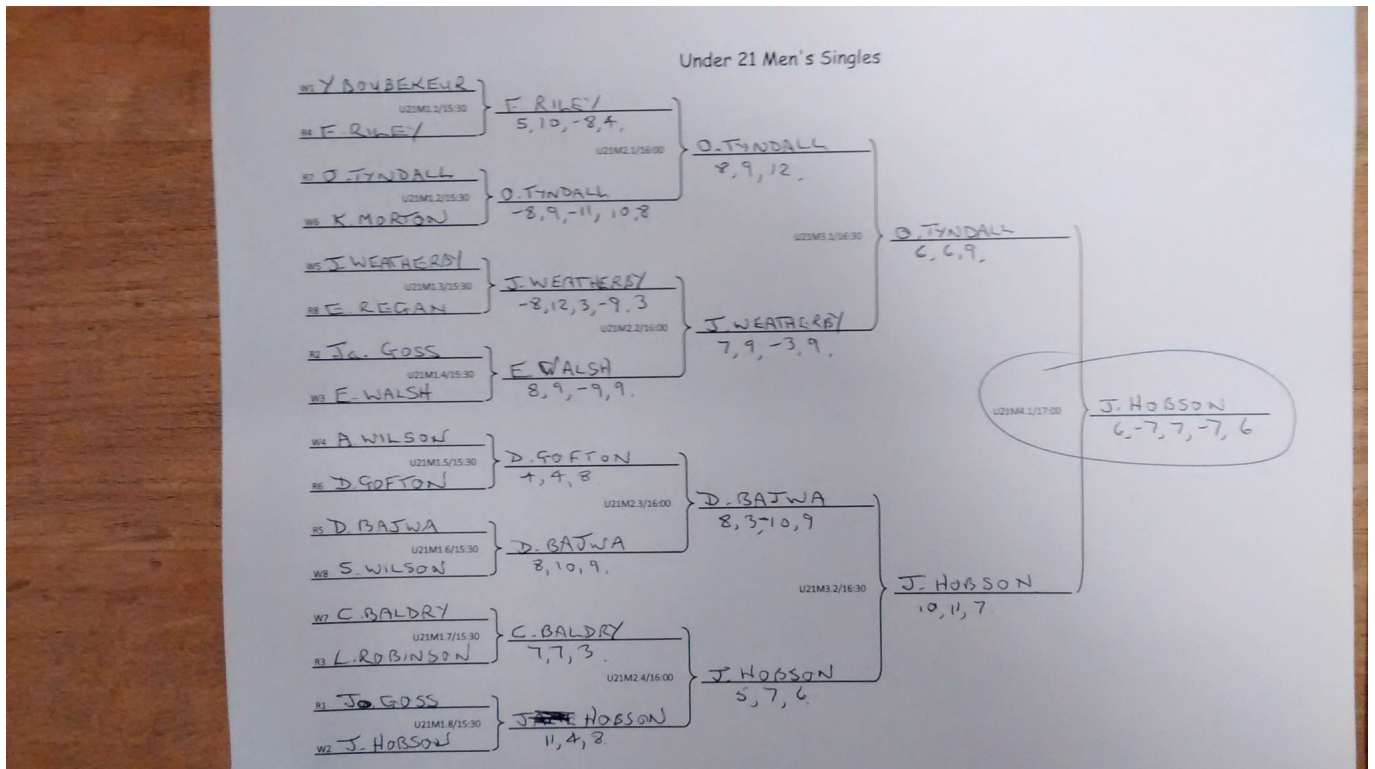 Under 21 Men's Singles
W1 Y BOUBEKEUR
U21M1.1/15:30
R4 F. RILEY
F. RILEY
5, 10, -8, 4.
U21M2.1/16:00
R7 O. TYNDALL
U21M1.2/15:30
W6 K. MORTON
O. TYNDALL
-8, 9, -11, 10, 8
O. TYNDALL
8, 9, 12.
U21M3.1/16:30
W5 J. WEATHERBY
U21M1.3/15:30
R8 E. REGAN
J. WEATHERBY
-8, 12, 3, -9, 3
U21M2.2/16:00
R2 Ja. GOSS
U21M1.4/15:30
W3 E. WALSH
E. WALSH
8, 9, -9, 9.
J. WEATHERBY
7, 9, -3, 9.
O. TYNDALL
6, 6, 9.
U21M4.1/17:00
J. HOBSON
6, -7, 7, -7, 6
W4 A. WILSON
U21M1.5/15:30
R6 D. GOFTON
D. GOFTON
4, 4, 8
U21M2.3/16:00
R5 D. BAJWA
U21M1.6/15:30
W8 S. WILSON
D. BAJWA
8, 10, 9.
D. BAJWA
8, 3, -10, 9
U21M3.2/16:30
W7 C. BALDRY
U21M1.7/15:30
R3 L. ROBINSON
C. BALDRY
7, 7, 3
U21M2.4/16:00
R1 Jo GOSS
U21M1.8/15:30
W2 J. HOBSON
J HOBSON
11, 4, 8.
J. HOBSON
5, 7, 6
J. HOBSON
10, 11, 7